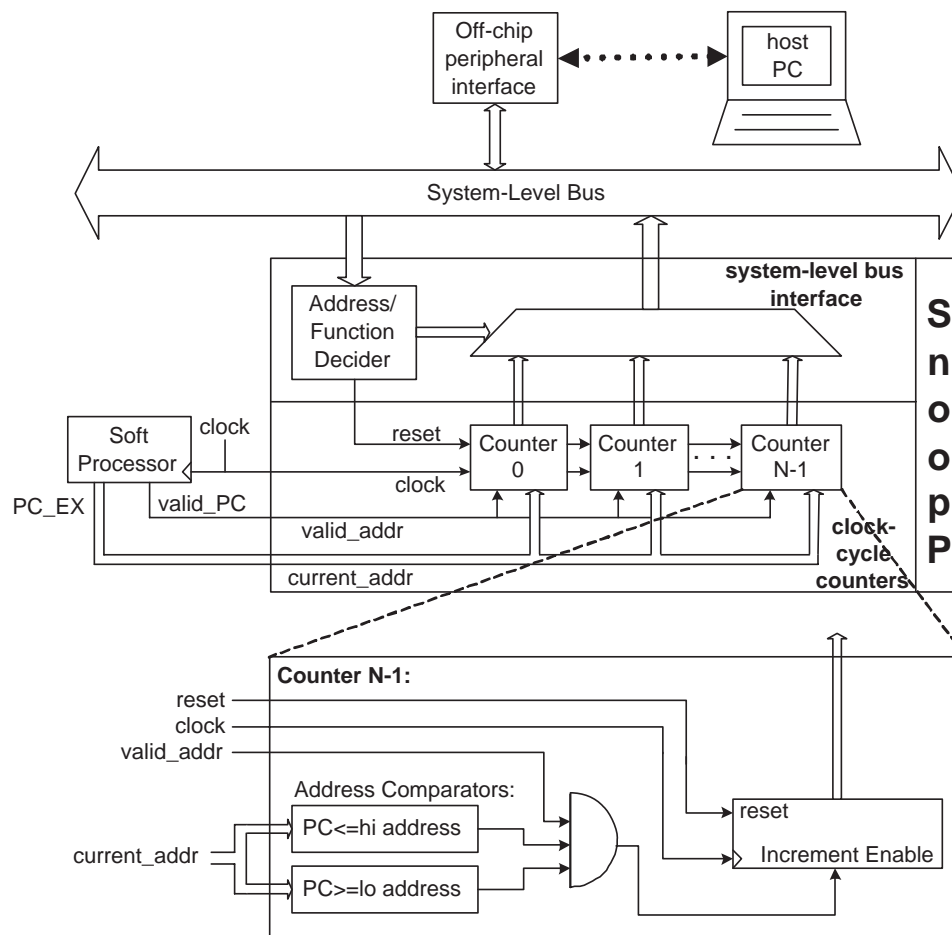 Off-chip
peripheral
interface
host
PC
System-Level Bus
system-level bus
interface
Address/
Function
Decider
SnoopP
Soft
Processor
clock
reset
clock
Counter
0
Counter
1
. . .
Counter
N-1
PC_EX
valid_PC
valid_addr
current_addr
clock-
cycle
counters
Counter N-1:
reset
clock
valid_addr
Address Comparators:
PC<=hi address
current_addr
PC>=lo address
reset
Increment Enable